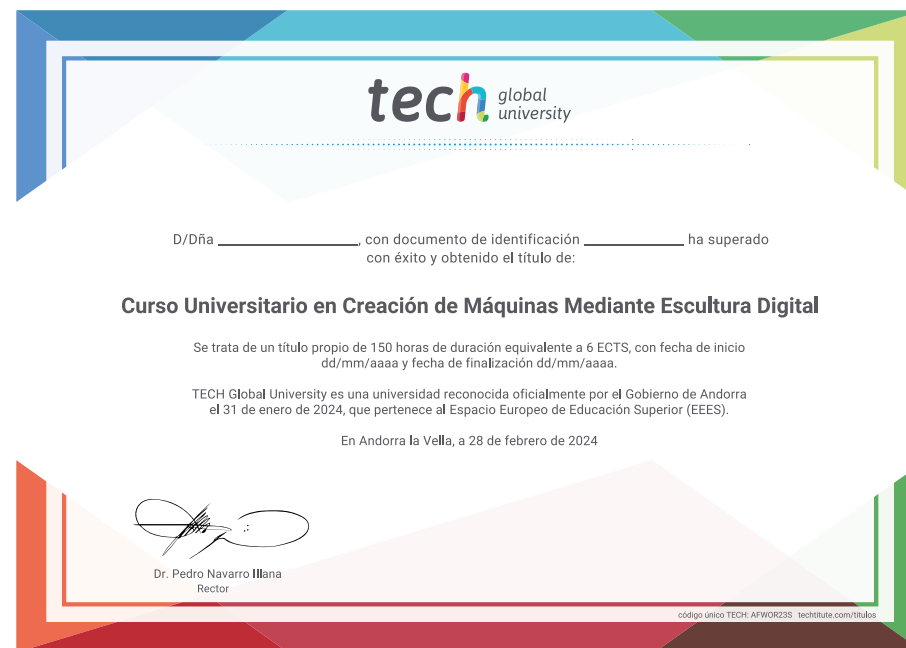 tech global university
D/Dña ____________, con documento de identificación ____________ ha superado
con éxito y obtenido el título de:
Curso Universitario en Creación de Máquinas Mediante Escultura Digital
Se trata de un título propio de 150 horas de duración equivalente a 6 ECTS, con fecha de inicio
dd/mm/aaaa y fecha de finalización dd/mm/aaaa.
TECH Global University es una universidad reconocida oficialmente por el Gobierno de Andorra
el 31 de enero de 2024, que pertenece al Espacio Europeo de Educación Superior (EEES).
En Andorra la Vella, a 28 de febrero de 2024
Dr. Pedro Navarro Illana
Rector
código único TECH: AFWOR23S techtitute.com/titulos